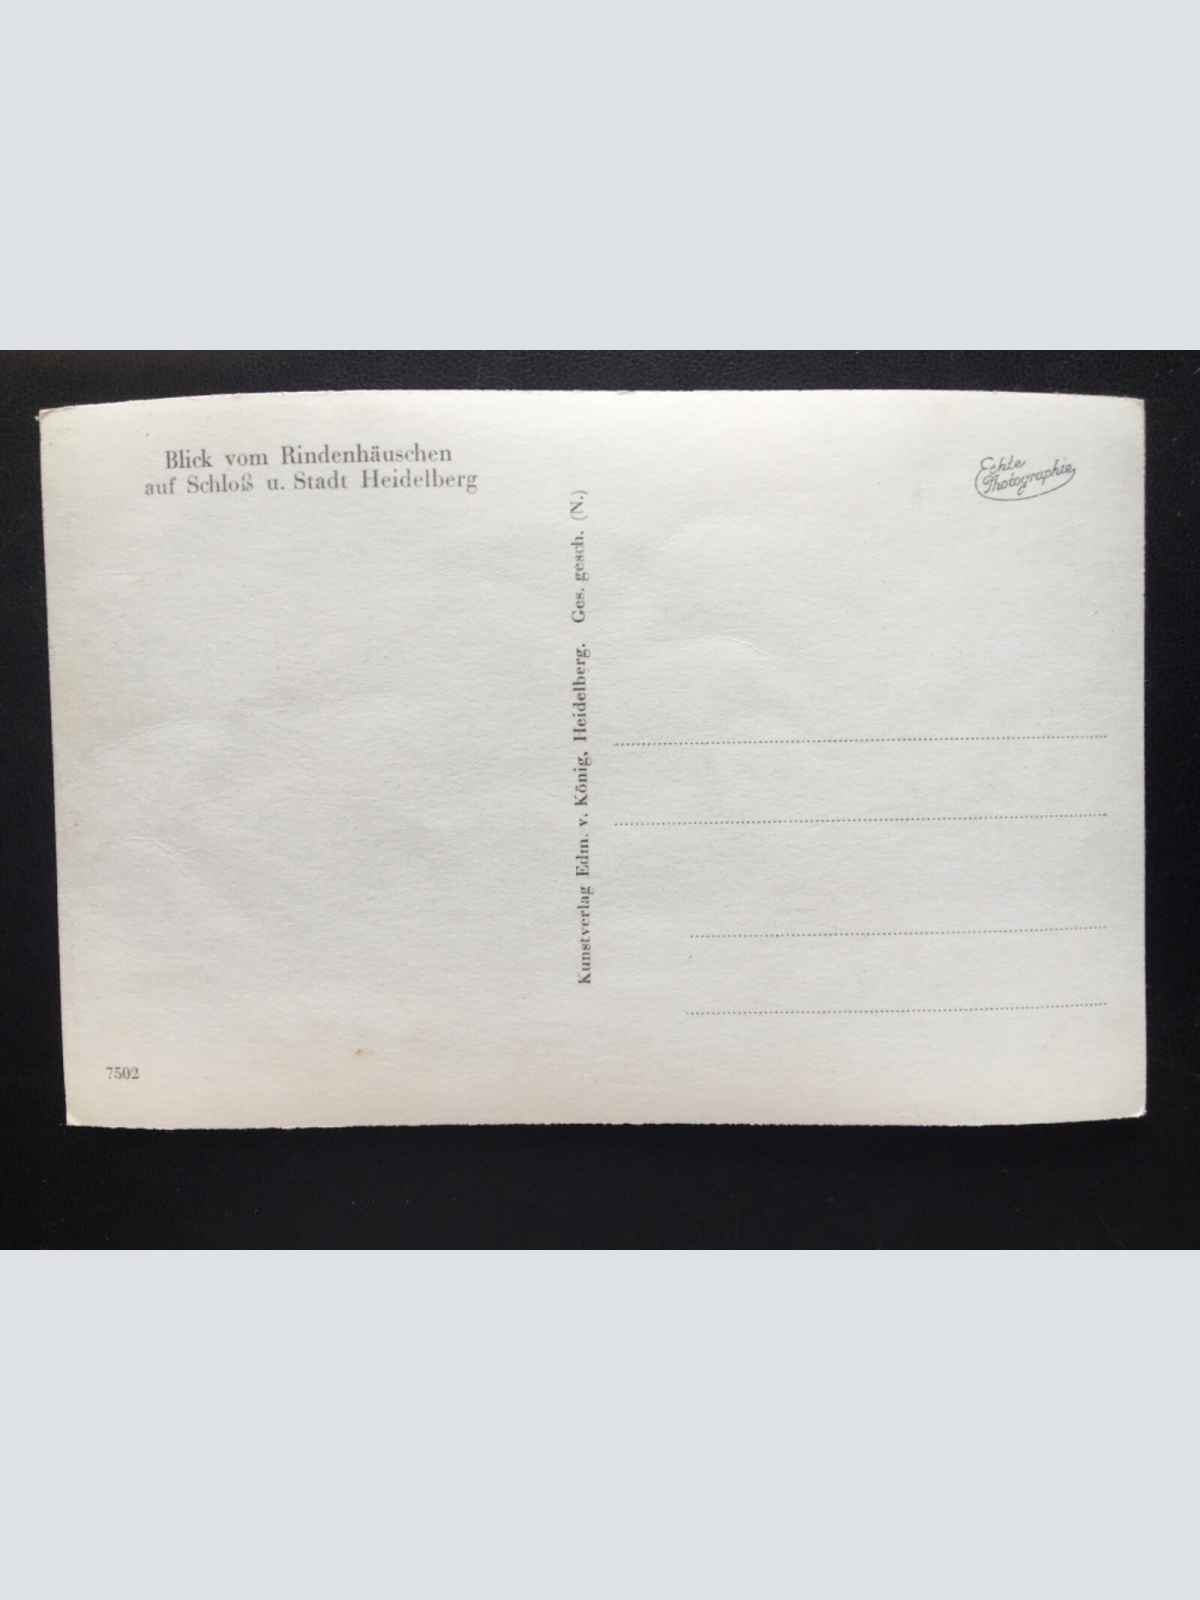 Blick vom Rindenhäuschen
auf Schloß u. Stadt Heidelberg
Kunstverlag Edm. v. König, Heidelberg. Ges. gesch. (N.)
Echte
Photographie
7502